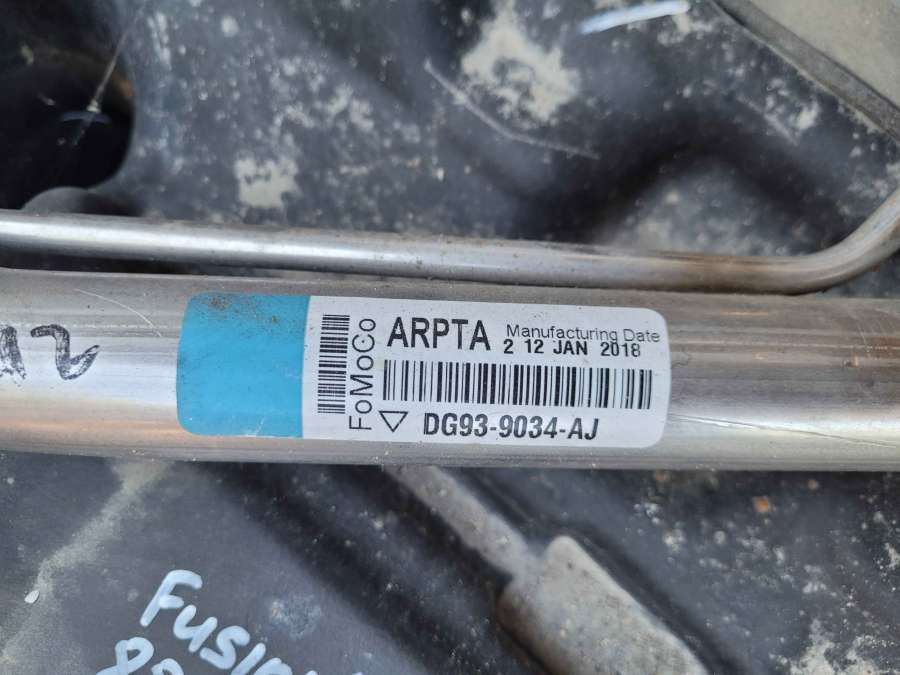 ARPTA Manufacturing Date
2 12 JAN 2018
FoMoCo
DG93-9034-AJ